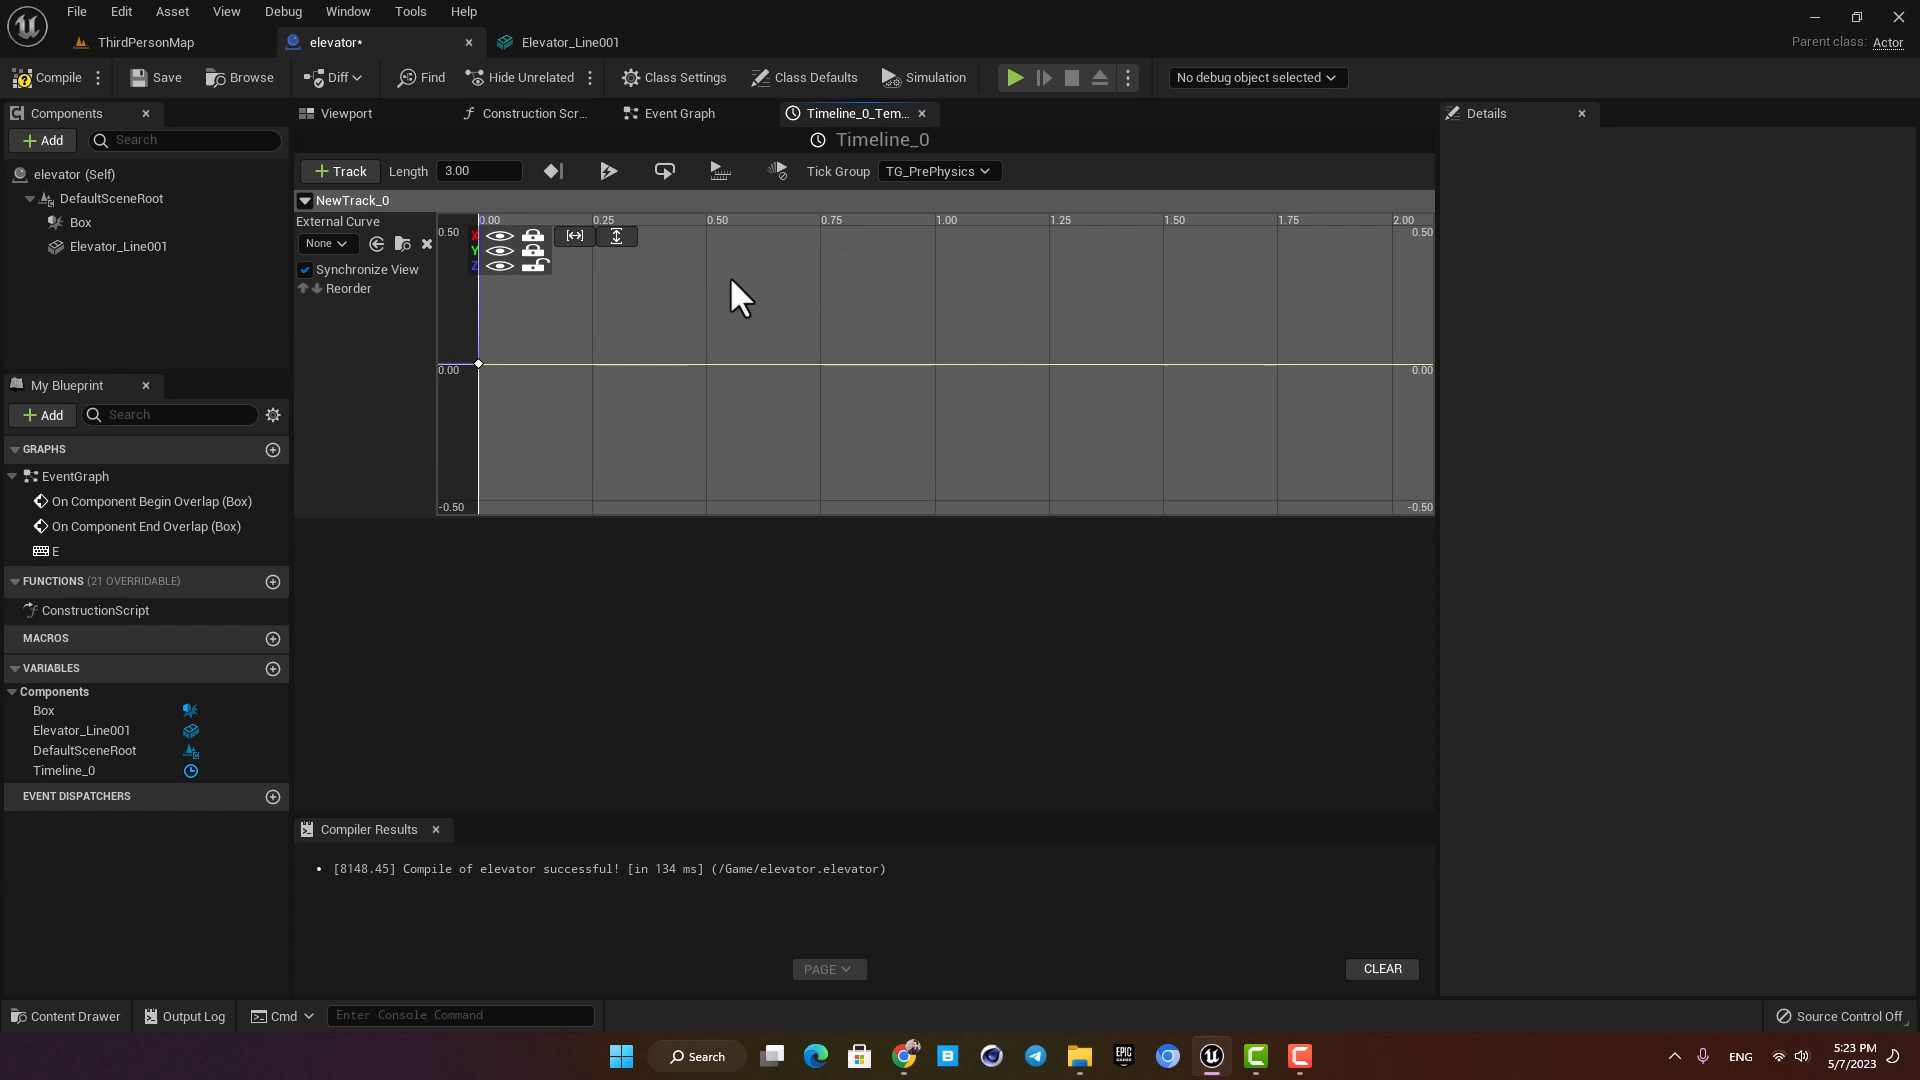 File Edit Asset View Debug Window Tools Help
ThirdPersonMap elevator* Elevator_Line001 Parent class: Actor
Compile Save Browse Diff Find Hide Unrelated Class Settings Class Defaults Simulation No debug object selected
Components Viewport Construction Scr... Event Graph Timeline_0_Tem... Details
Add Search Timeline_0
elevator (Self) Track Length 3.00 Tick Group TG_PrePhysics
DefaultSceneRoot NewTrack_0
Box External Curve 0.00 0.25 0.50 0.75 1.00 1.25 1.50 1.75 2.00
Elevator_Line001 None 0.50 X 0.50
Y
Synchronize View Z
Reorder
0.00 0.00
My Blueprint
Add Search
GRAPHS
EventGraph
On Component Begin Overlap (Box) -0.50 -0.50
On Component End Overlap (Box)
E
FUNCTIONS (21 OVERRIDABLE)
ConstructionScript
MACROS
VARIABLES
Components
Box
Elevator_Line001
DefaultSceneRoot
Timeline_0
EVENT DISPATCHERS
Compiler Results
[8148.45] Compile of elevator successful! [in 134 ms] (/Game/elevator.elevator)
PAGE CLEAR
Content Drawer Output Log Cmd Enter Console Command Source Control Off
Search EPIC GAMES ENG 5:23 PM
5/7/2023